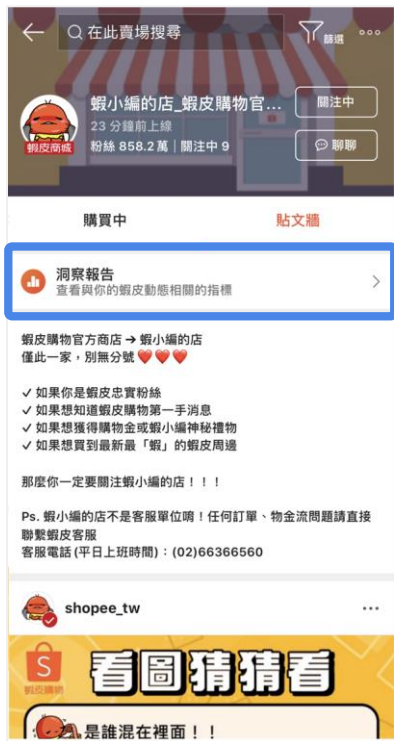 在此賣場搜尋
篩選
蝦小編的店_蝦皮購物官...
關注中
23 分鐘前上線
粉絲 858.2 萬 | 關注中 9
聊聊
蝦皮商城
購買中
貼文牆
洞察報告
查看與你的蝦皮動態相關的指標
蝦皮購物官方商店 → 蝦小編的店
僅此一家,別無分號 ❤️❤️❤️
✓ 如果你是蝦皮忠實粉絲
✓ 如果想知道蝦皮購物第一手消息
✓ 如果想獲得購物金或蝦小編神秘禮物
✓ 如果想買到最新最「蝦」的蝦皮周邊
那麼你一定要關注蝦小編的店!!!
Ps. 蝦小編的店不是客服單位唷!任何訂單、物金流問題請直接
聯繫蝦皮客服
客服電話 (平日上班時間):(02)66366560
shopee_tw
S
蝦皮購物
看圖猜猜看
是誰混在裡面!!